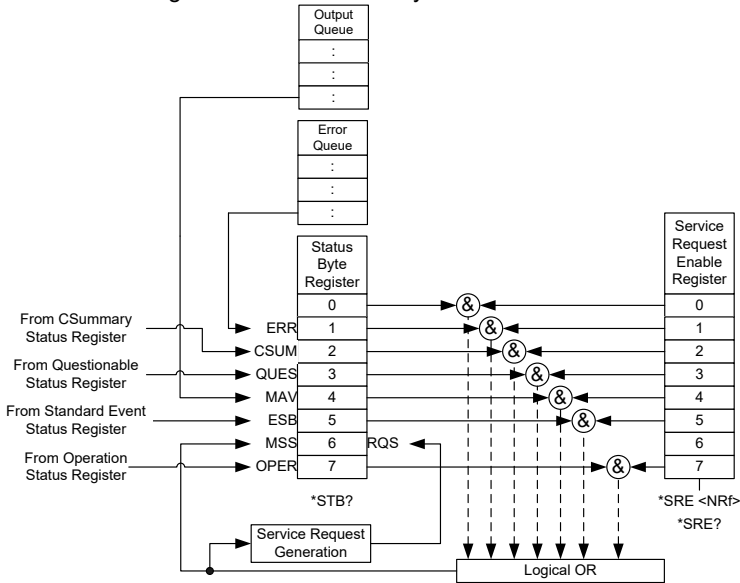 Output
Queue
:
:
:
Error
Queue
:
:
:
Status
Byte
Register
0
1
2
3
4
5
6
7
ERR
CSUM
QUES
MAV
ESB
MSS
OPER
RQS
From CSummary
Status Register
From Questionable
Status Register
From Standard Event
Status Register
From Operation
Status Register
&
&
&
&
&
&
&
Service
Request
Enable
Register
0
1
2
3
4
5
6
7
*STB?
*SRE <NRf>
*SRE?
Service Request
Generation
Logical OR